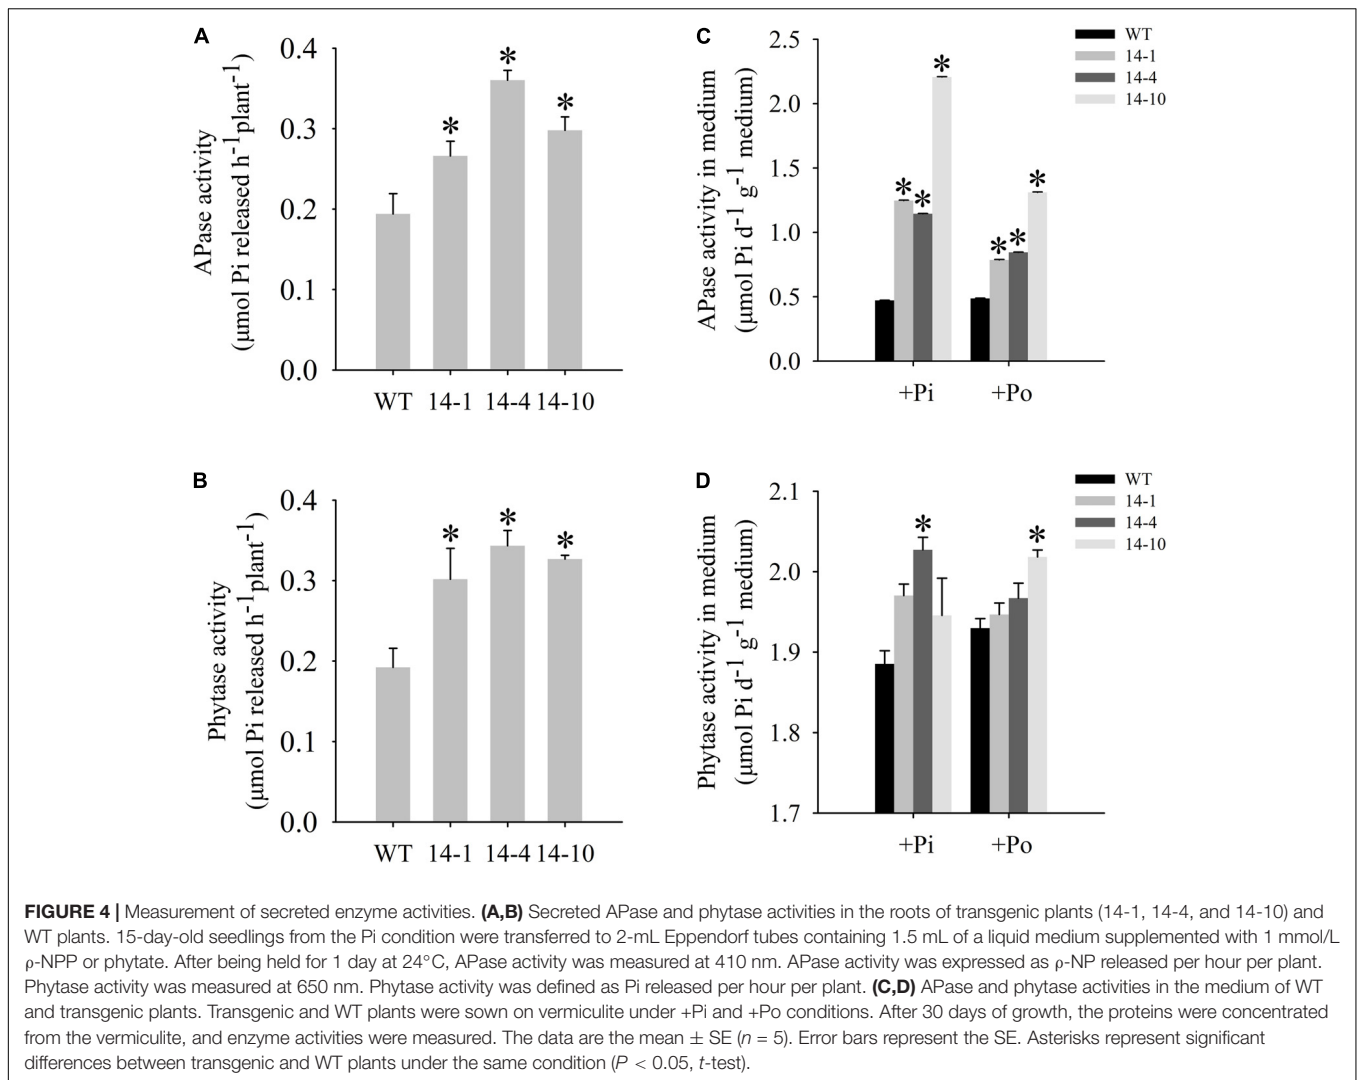 A
APase activity
(μmol Pi released h-1plant-1)
0.4
0.3
0.2
0.1
0.0
*
*
*
WT 14-1 14-4 14-10
C
APase activity in medium
(μmol Pi d-1 g-1 medium)
2.5
2.0
1.5
1.0
0.5
0.0
*
*
*
*
*
*
+Pi +Po
WT
14-1
14-4
14-10
B
Phytase activity
(μmol Pi released h-1plant-1)
0.4
0.3
0.2
0.1
0.0
*
*
*
WT 14-1 14-4 14-10
D
Phytase activity in medium
(μmol Pi d-1 g-1 medium)
2.1
2.0
1.9
1.8
1.7
*
*
+Pi +Po
WT
14-1
14-4
14-10
FIGURE 4 | Measurement of secreted enzyme activities. (A,B) Secreted APase and phytase activities in the roots of transgenic plants (14-1, 14-4, and 14-10) and
WT plants. 15-day-old seedlings from the Pi condition were transferred to 2-mL Eppendorf tubes containing 1.5 mL of a liquid medium supplemented with 1 mmol/L
ρ-NPP or phytate. After being held for 1 day at 24°C, APase activity was measured at 410 nm. APase activity was expressed as ρ-NP released per hour per plant.
Phytase activity was measured at 650 nm. Phytase activity was defined as Pi released per hour per plant. (C,D) APase and phytase activities in the medium of WT
and transgenic plants. Transgenic and WT plants were sown on vermiculite under +Pi and +Po conditions. After 30 days of growth, the proteins were concentrated
from the vermiculite, and enzyme activities were measured. The data are the mean ± SE (n = 5). Error bars represent the SE. Asterisks represent significant
differences between transgenic and WT plants under the same condition (P < 0.05, t-test).